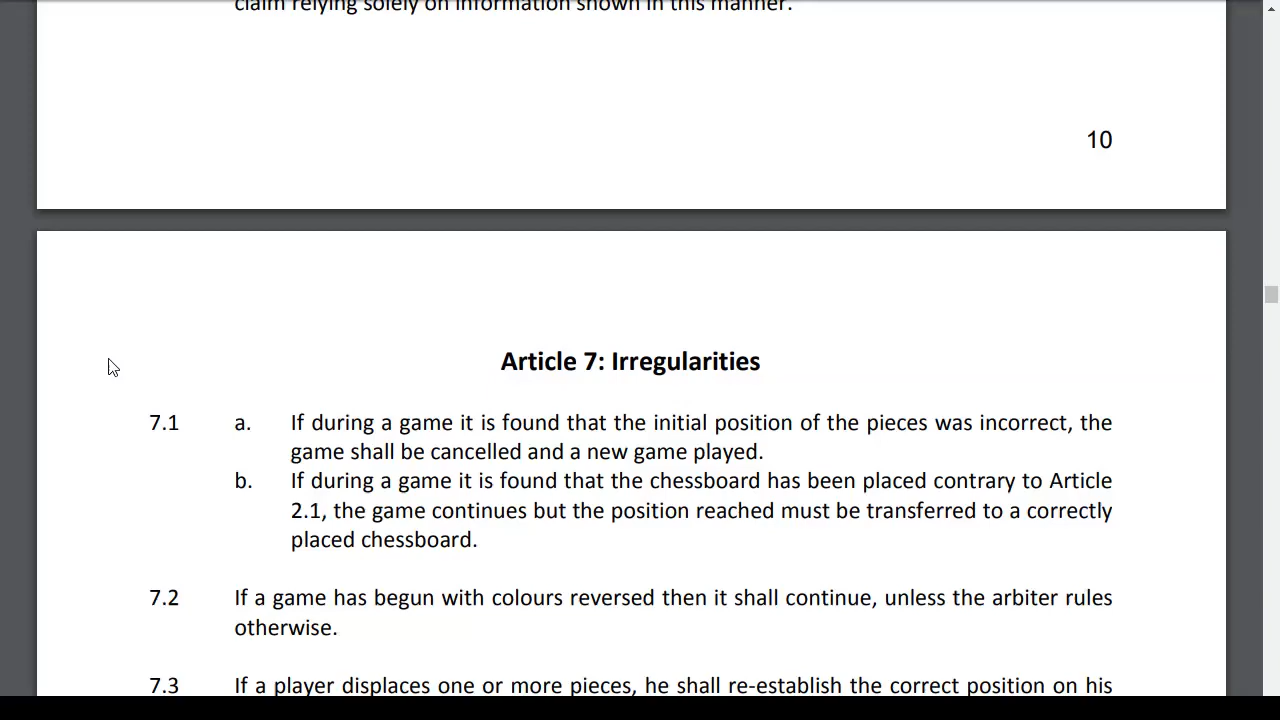 claim relying solely on information shown in this manner.
10
Article 7: Irregularities
7.1 a. If during a game it is found that the initial position of the pieces was incorrect, the
game shall be cancelled and a new game played.
b. If during a game it is found that the chessboard has been placed contrary to Article
2.1, the game continues but the position reached must be transferred to a correctly
placed chessboard.
7.2 If a game has begun with colours reversed then it shall continue, unless the arbiter rules
otherwise.
7.3 If a player displaces one or more pieces, he shall re-establish the correct position on his